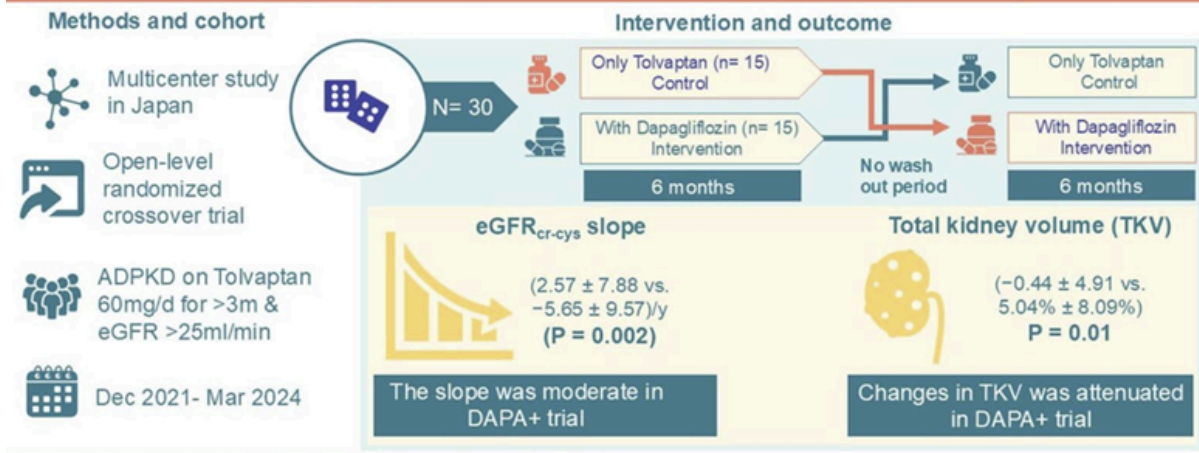 Methods and cohort
Multicenter study
in Japan
Open-level
randomized
crossover trial
ADPKD on Tolvaptan
60mg/d for >3m &
eGFR >25ml/min
Dec 2021- Mar 2024
Intervention and outcome
N= 30
Only Tolvaptan (n= 15)
Control
With Dapagliflozin (n= 15)
Intervention
6 months
No wash
out period
Only Tolvaptan
Control
With Dapagliflozin
Intervention
6 months
eGFRcr-cys slope
(2.57 ± 7.88 vs.
−5.65 ± 9.57)/y
(P = 0.002)
The slope was moderate in
DAPA+ trial
Total kidney volume (TKV)
(−0.44 ± 4.91 vs.
5.04% ± 8.09%)
P = 0.01
Changes in TKV was attenuated
in DAPA+ trial